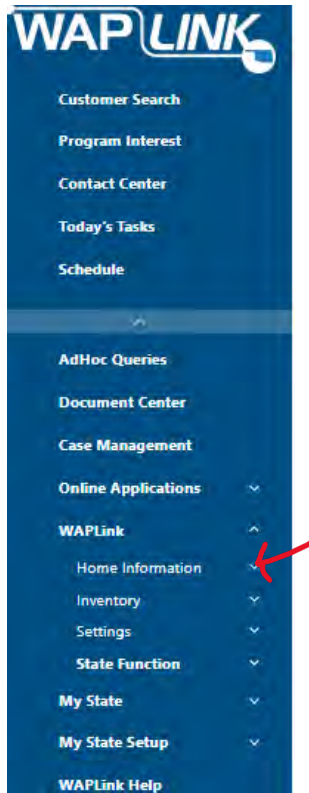 WAP LINK
Customer Search
Program Interest
Contact Center
Today's Tasks
Schedule
AdHoc Queries
Document Center
Case Management
Online Applications
WAPLink
Home Information
Inventory
Settings
State Function
My State
My State Setup
WAPLink Help